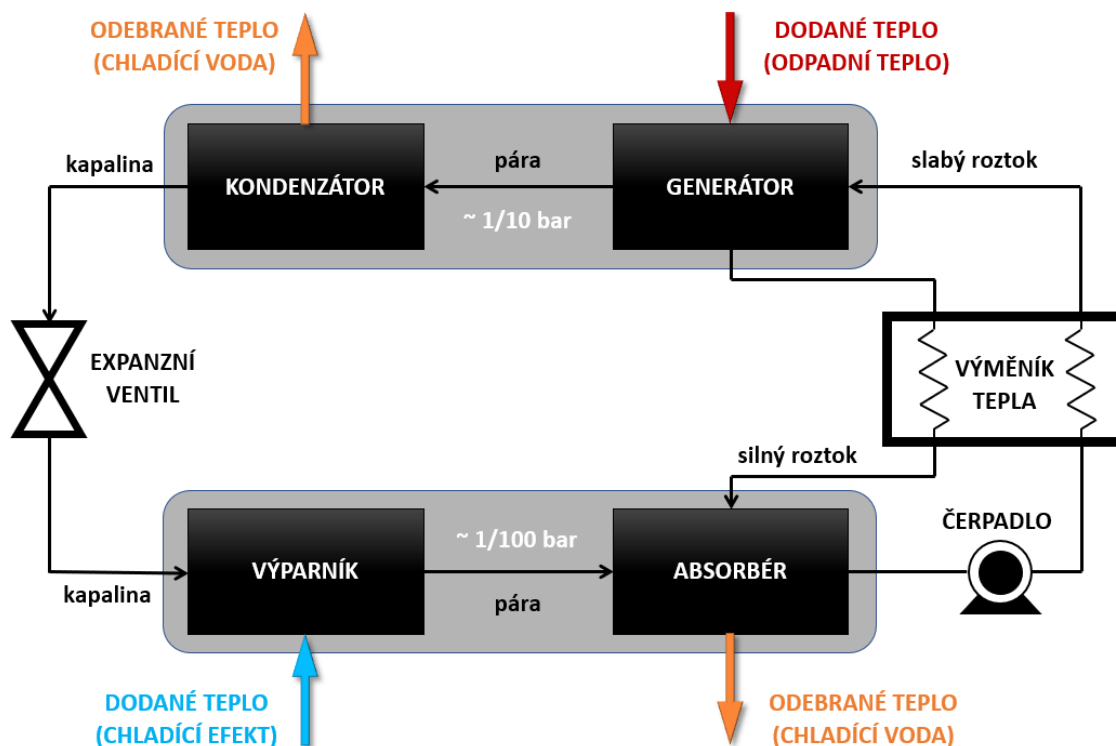 ODEBRANÉ TEPLO
(CHLADÍCÍ VODA)
DODANÉ TEPLO
(ODPADNÍ TEPLO)
kapalina
KONDENZÁTOR
pára
~ 1/10 bar
GENERÁTOR
slabý roztok
EXPANZNÍ
VENTIL
VÝMĚNÍK
TEPLA
silný roztok
ČERPADLO
kapalina
VÝPARNÍK
~ 1/100 bar
pára
ABSORBÉR
DODANÉ TEPLO
(CHLADÍCÍ EFEKT)
ODEBRANÉ TEPLO
(CHLADÍCÍ VODA)